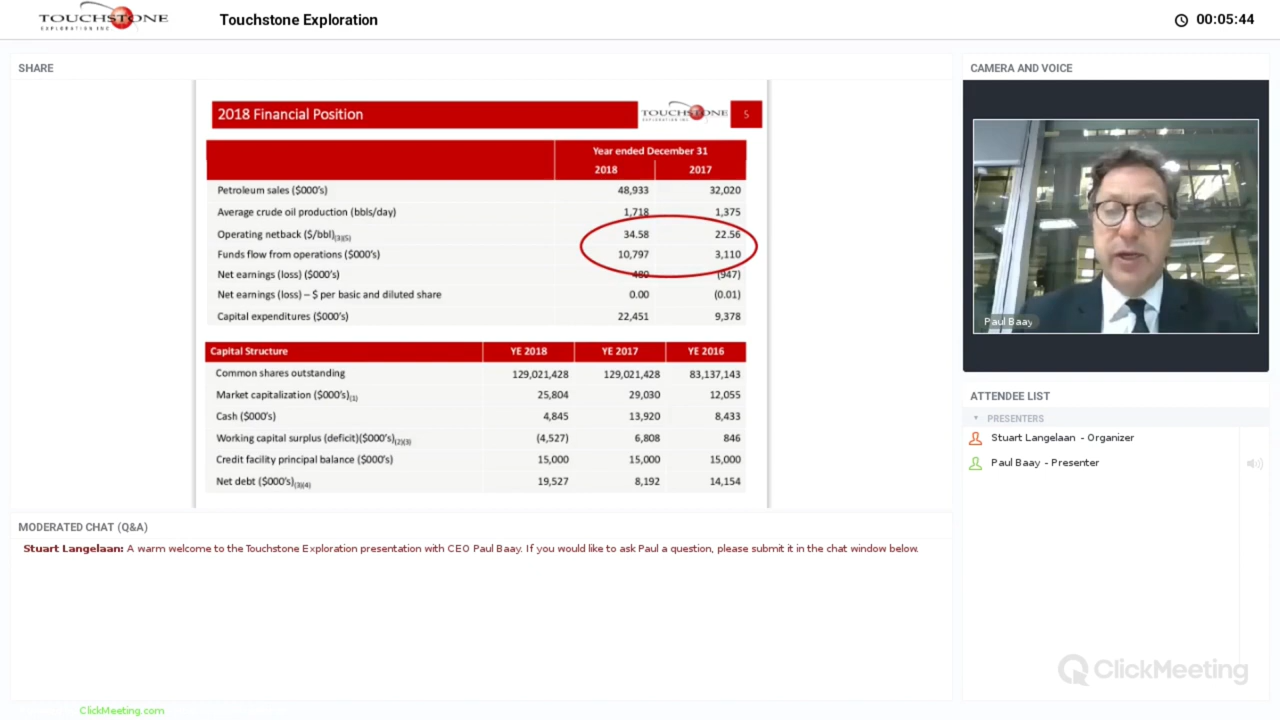 TOUCHSTONE
EXPLORATION INC
Touchstone Exploration
00:05:44
SHARE
2018 Financial Position
TOUCHSTONE
EXPLORATION INC
5
Year ended December 31
2018 2017
Petroleum sales ($000's) 48,933 32,020
Average crude oil production (bbls/day) 1,718 1,375
Operating netback ($/bbl)(3)(5) 34.58 22.56
Funds flow from operations ($000's) 10,797 3,110
Net earnings (loss) ($000's) 480 (947)
Net earnings (loss) – $ per basic and diluted share 0.00 (0.01)
Capital expenditures ($000's) 22,451 9,378
Capital Structure YE 2018 YE 2017 YE 2016
Common shares outstanding 129,021,428 129,021,428 83,137,143
Market capitalization ($000's)(1) 25,804 29,030 12,055
Cash ($000's) 4,845 13,920 8,433
Working capital surplus (deficit)($000's)(2)(3) (4,527) 6,808 846
Credit facility principal balance ($000's) 15,000 15,000 15,000
Net debt ($000's)(3)(4) 19,527 8,192 14,154
MODERATED CHAT (Q&A)
Stuart Langelaan: A warm welcome to the Touchstone Exploration presentation with CEO Paul Baay. If you would like to ask Paul a question, please submit it in the chat window below.
ClickMeeting.com
CAMERA AND VOICE
Paul Baay
ATTENDEE LIST
PRESENTERS
Stuart Langelaan - Organizer
Paul Baay - Presenter
ClickMeeting